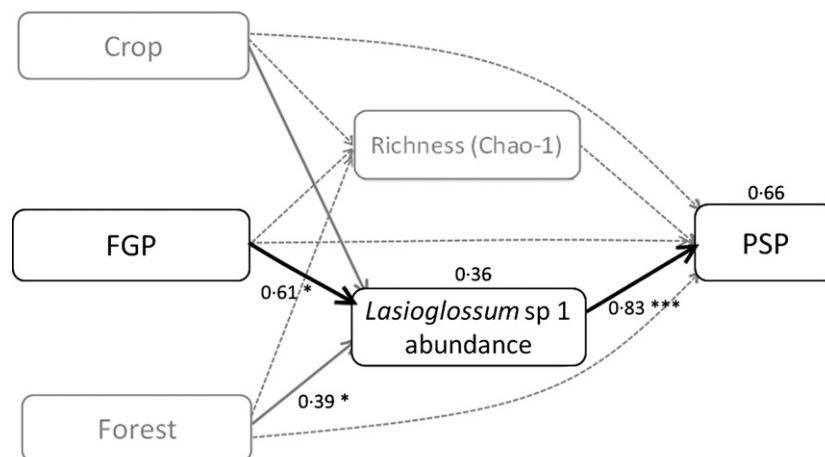 Crop
Richness (Chao-1)
0·66
FGP
PSP
0·61 *
0·36
Lasioglossum sp 1
abundance
0·83 ***
0·39 *
Forest